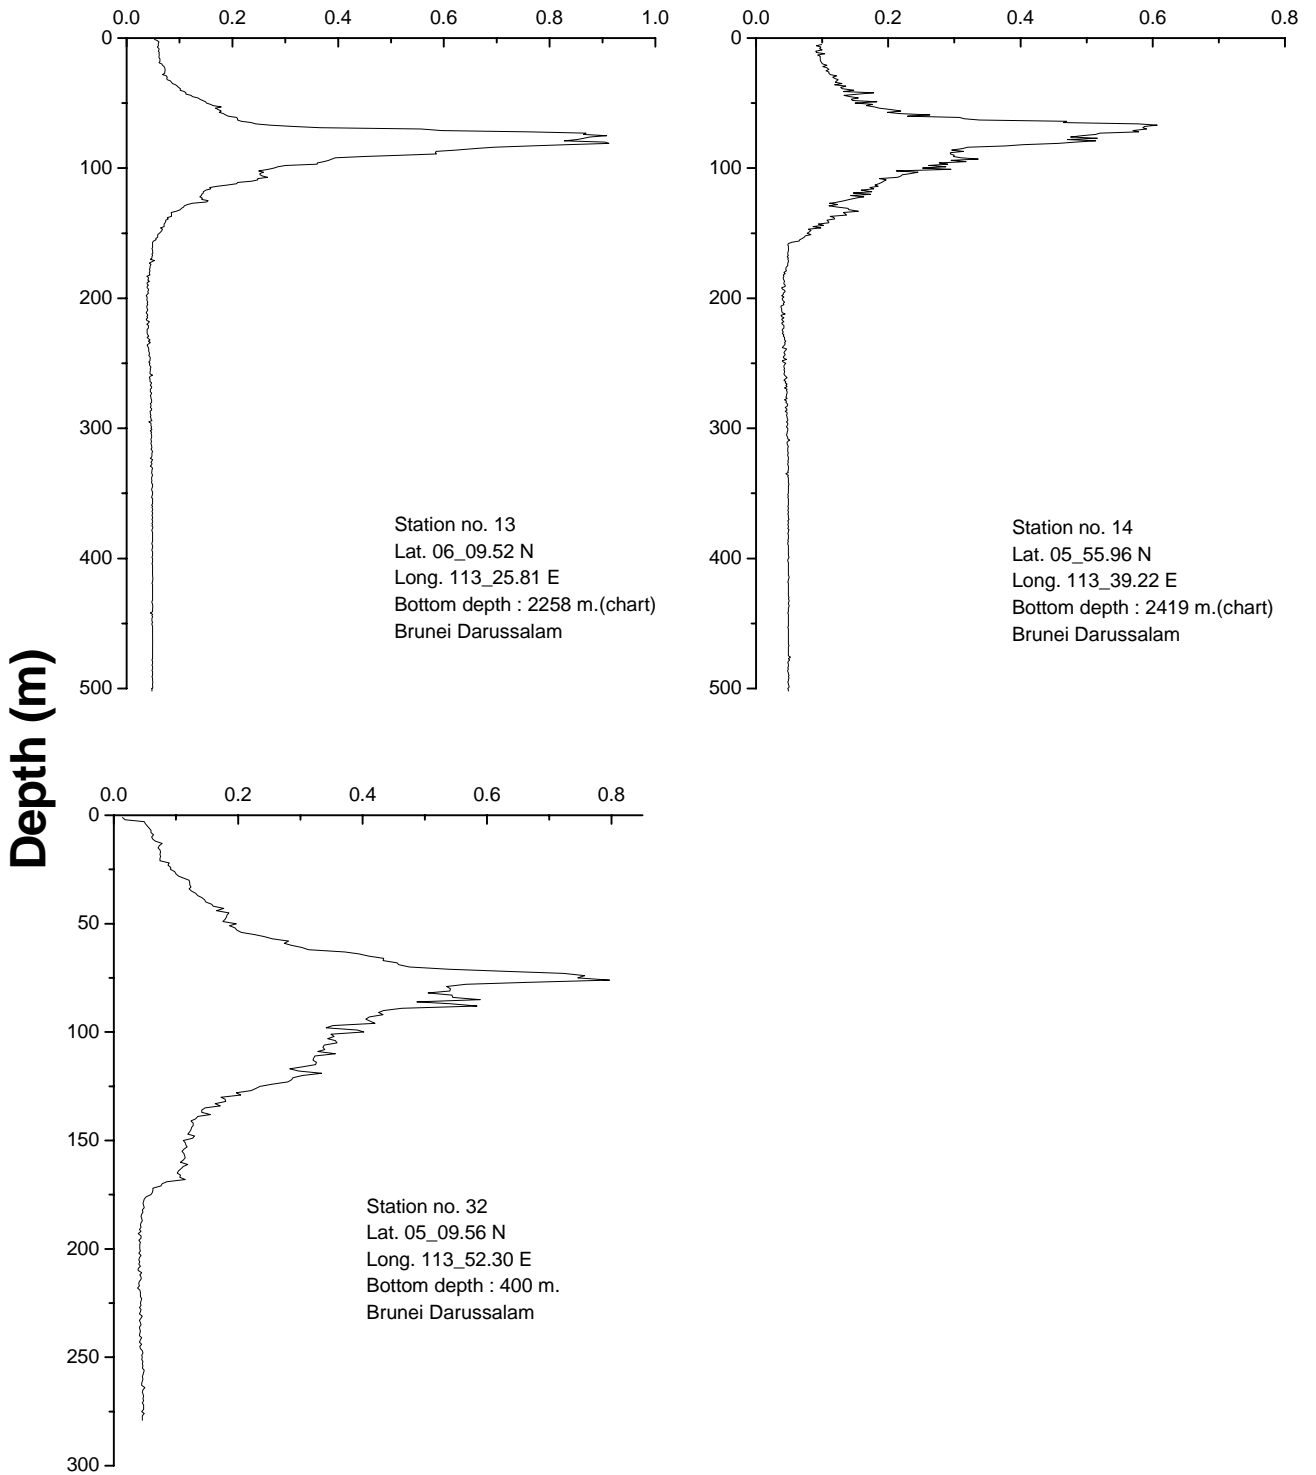 Depth (m)
0.0 0.2 0.4 0.6 0.8 1.0
0
100
200
300
400
500
Station no. 13
Lat. 06_09.52 N
Long. 113_25.81 E
Bottom depth : 2258 m.(chart)
Brunei Darussalam
0.0 0.2 0.4 0.6 0.8
0
100
200
300
400
500
Station no. 14
Lat. 05_55.96 N
Long. 113_39.22 E
Bottom depth : 2419 m.(chart)
Brunei Darussalam
0.0 0.2 0.4 0.6 0.8
0
50
100
150
200
250
300
Station no. 32
Lat. 05_09.56 N
Long. 113_52.30 E
Bottom depth : 400 m.
Brunei Darussalam